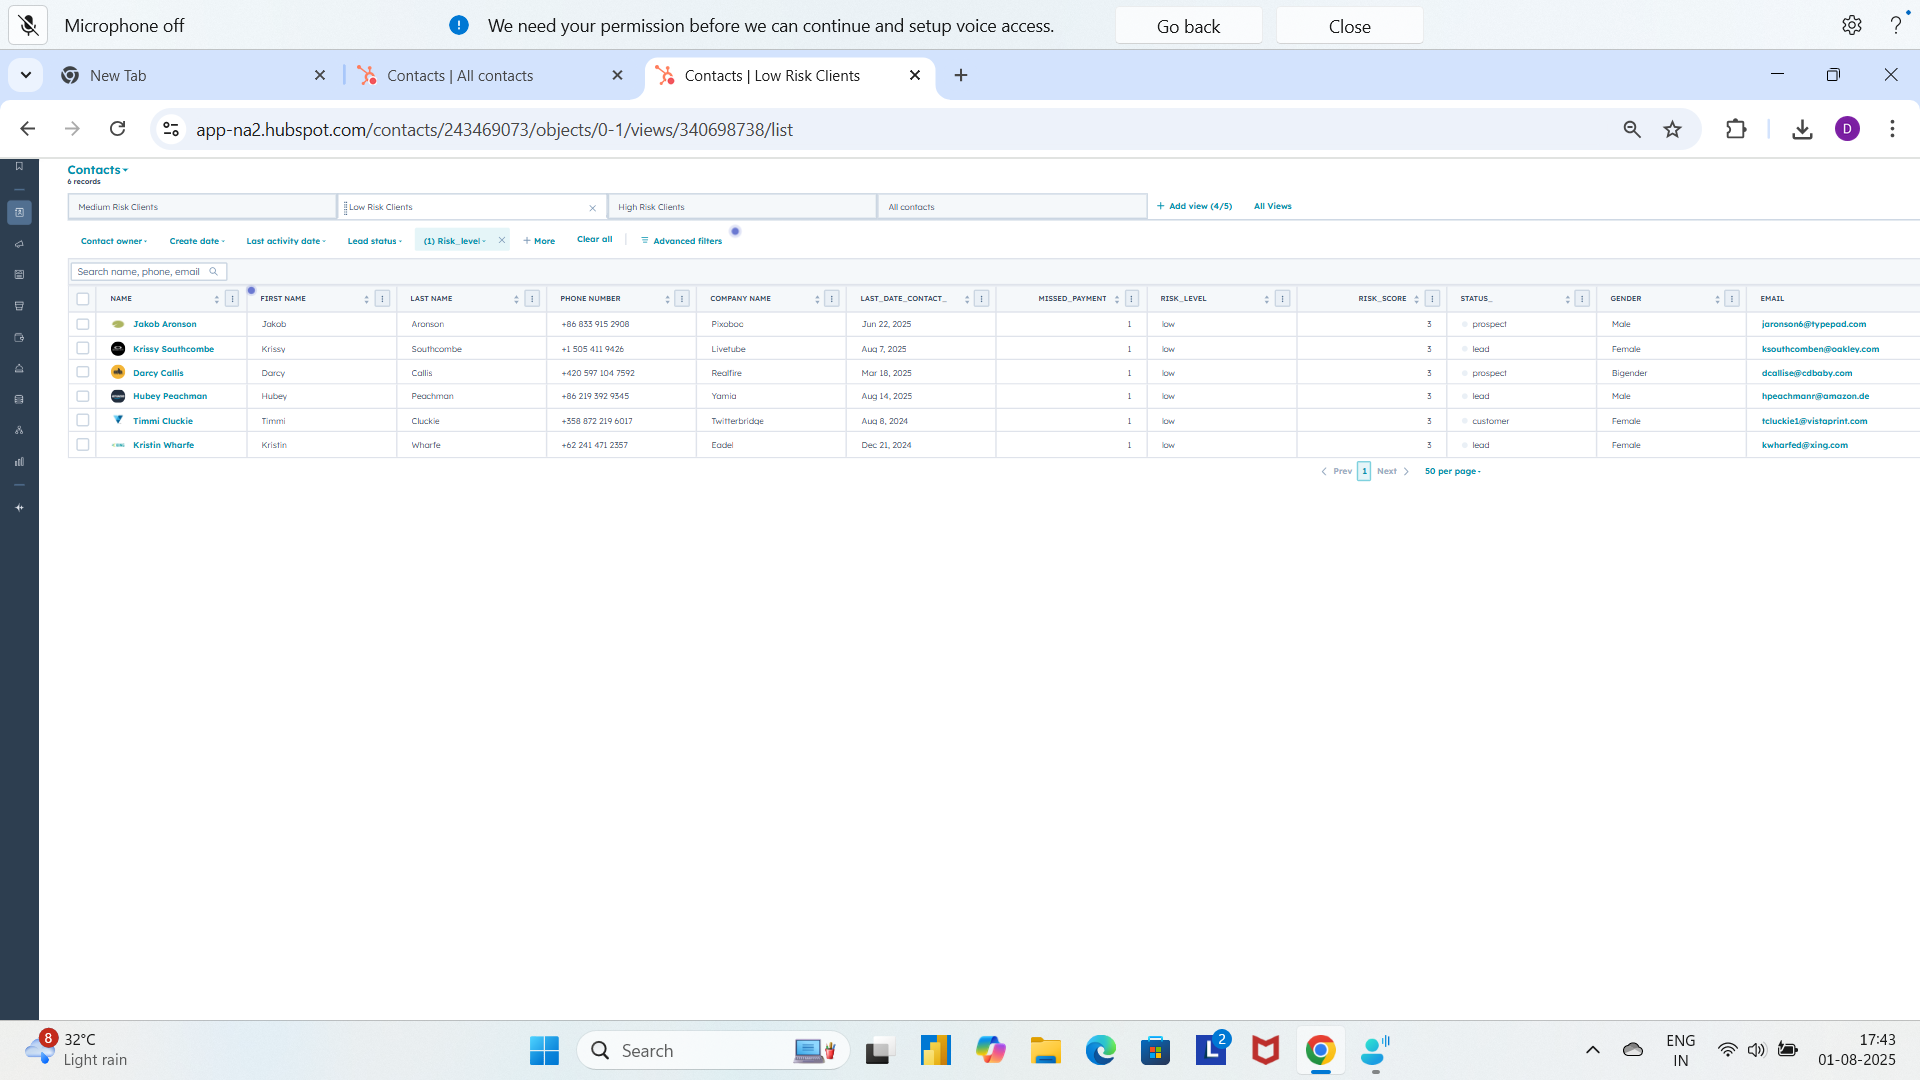 Microphone off
We need your permission before we can continue and setup voice access.
Go back
Close
?
New Tab
Contacts | All contacts
Contacts | Low Risk Clients
app-na2.hubspot.com/contacts/243469073/objects/0-1/views/340698738/list
D
Contacts
6 records
Medium Risk Clients
Low Risk Clients
High Risk Clients
All contacts
+ Add view (4/5)
All Views
Contact owner
Create date
Last activity date
Lead status
(1) Risk_level
+ More
Clear all
Advanced filters
Search name, phone, email
NAME FIRST NAME LAST NAME PHONE NUMBER COMPANY NAME LAST_DATE_CONTACT_ MISSED_PAYMENT RISK_LEVEL RISK_SCORE STATUS_ GENDER EMAIL
Jakob Aronson Jakob Aronson +86 833 915 2908 Pixoboo Jun 22, 2025 1 low 3 prospect Male jaronson6@typepad.com
Krissy Southcombe Krissy Southcombe +1 505 411 9426 Livetube Aug 7, 2025 1 low 3 lead Female ksouthcomben@oakley.com
Darcy Callis Darcy Callis +420 597 104 7592 Realfire Mar 18, 2025 1 low 3 prospect Bigender dcallise@cdbaby.com
Hubey Peachman Hubey Peachman +86 219 392 9345 Yamia Aug 14, 2025 1 low 3 lead Male hpeachmanr@amazon.de
Timmi Cluckie Timmi Cluckie +358 872 219 6017 Twitterbridge Aug 8, 2024 1 low 3 customer Female tcluckie1@vistaprint.com
Kristin Wharfe Kristin Wharfe +62 241 471 2357 Eadel Dec 21, 2024 1 low 3 lead Female kwharfed@xing.com
Prev 1 Next 50 per page
8
32°C
Light rain
Search
2
ENG
IN
17:43
01-08-2025